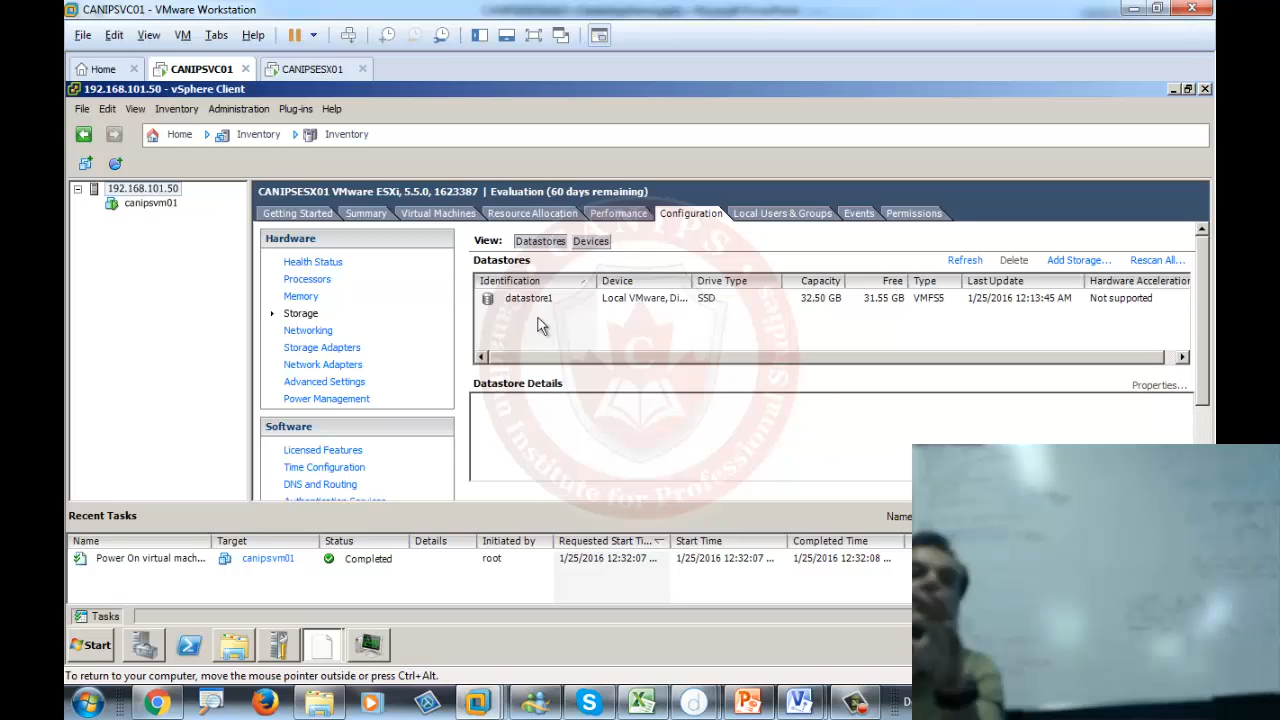 CANIPSVC01 - VMware Workstation
File Edit View VM Tabs Help
Home CANIPSVC01 CANIPSESX01
192.168.101.50 - vSphere Client
File Edit View Inventory Administration Plug-ins Help
Home Inventory Inventory
192.168.101.50
canipsvm01
CANIPSESX01 VMware ESXi, 5.5.0, 1623387 | Evaluation (60 days remaining)
Getting Started Summary Virtual Machines Resource Allocation Performance Configuration Local Users & Groups Events Permissions
Hardware
Health Status
Processors
Memory
Storage
Networking
Storage Adapters
Network Adapters
Advanced Settings
Power Management
Software
Licensed Features
Time Configuration
DNS and Routing
View: Datastores Devices
Datastores
Refresh Delete Add Storage... Rescan All...
Identification Device Drive Type Capacity Free Type Last Update Hardware Acceleration
datastore1 Local VMware, Di... SSD 32.50 GB 31.55 GB VMFS5 1/25/2016 12:13:45 AM Not supported
Datastore Details
Properties...
Institute for Professionals
CANIPS
C
Recent Tasks
Name
Name Target Status Details Initiated by Requested Start Ti... Start Time Completed Time
Power On virtual mach... canipsvm01 Completed root 1/25/2016 12:32:07 ... 1/25/2016 12:32:07 ... 1/25/2016 12:32:08 ...
Tasks
Start
To return to your computer, move the mouse pointer outside or press Ctrl+Alt.